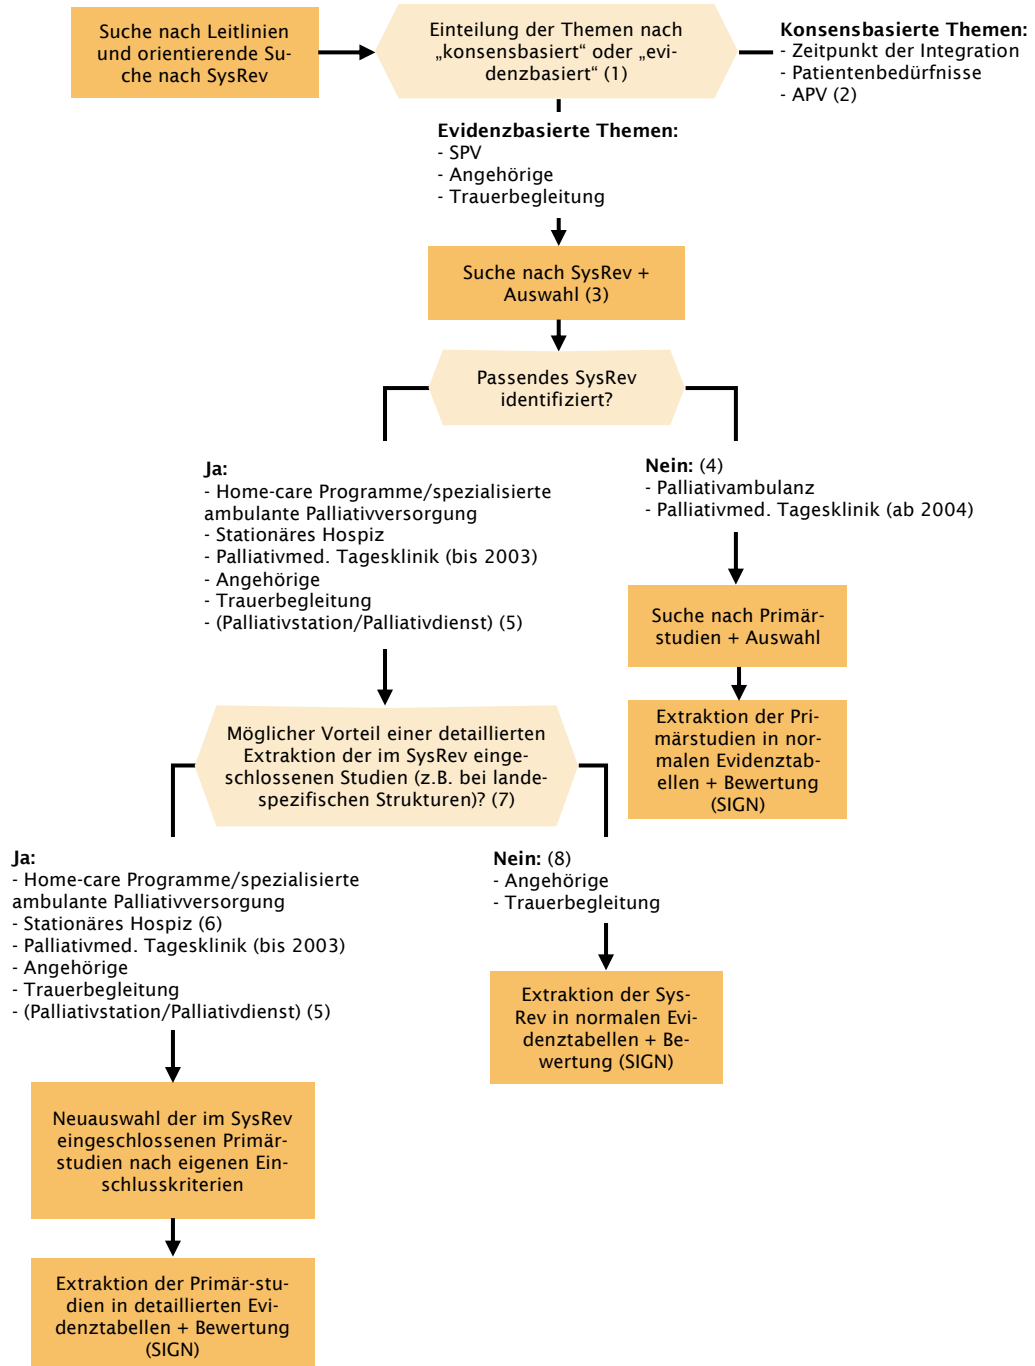 Suche nach Leitlinien
und orientierende Su-
che nach SysRev
Einteilung der Themen nach
„konsensbasiert“ oder „evi-
denzbasiert“ (1)
Konsensbasierte Themen:
- Zeitpunkt der Integration
- Patientenbedürfnisse
- APV (2)
Evidenzbasierte Themen:
- SPV
- Angehörige
- Trauerbegleitung
Suche nach SysRev +
Auswahl (3)
Passendes SysRev
identifiziert?
Ja:
- Home-care Programme/spezialisierte
ambulante Palliativversorgung
- Stationäres Hospiz
- Palliativmed. Tagesklinik (bis 2003)
- Angehörige
- Trauerbegleitung
- (Palliativstation/Palliativdienst) (5)
Nein: (4)
- Palliativambulanz
- Palliativmed. Tagesklinik (ab 2004)
Suche nach Primär-
studien + Auswahl
Extraktion der Pri-
märstudien in nor-
malen Evidenztab-
ellen + Bewertung
(SIGN)
Möglicher Vorteil einer detaillierten
Extraktion der im SysRev einge-
schlossenen Studien (z.B. bei lande-
spezifischen Strukturen)? (7)
Ja:
- Home-care Programme/spezialisierte
ambulante Palliativversorgung
- Stationäres Hospiz (6)
- Palliativmed. Tagesklinik (bis 2003)
- Angehörige
- Trauerbegleitung
- (Palliativstation/Palliativdienst) (5)
Nein: (8)
- Angehörige
- Trauerbegleitung
Extraktion der Sys-
Rev in normalen Evi-
denztabellen + Be-
wertung (SIGN)
Neuauswahl der im SysRev
eingeschlossenen Primär-
studien nach eigenen Ein-
schlusskriterien
Extraktion der Primär-stu-
dien in detaillierten Evi-
denztabellen + Bewertung
(SIGN)